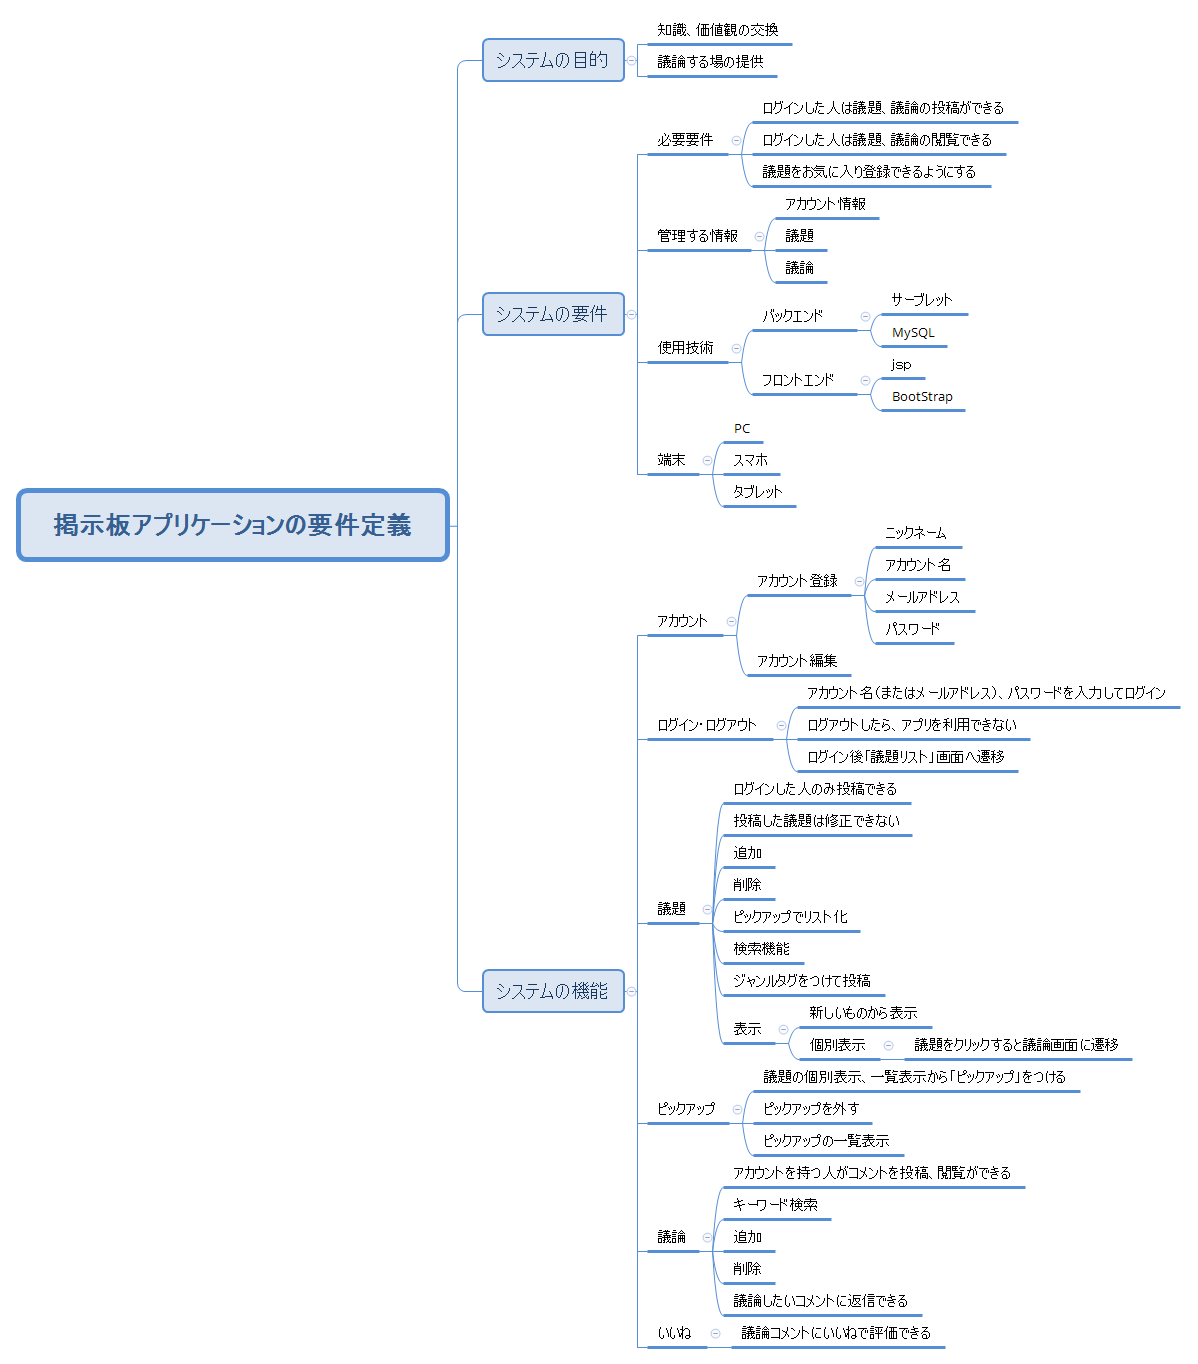 掲示板アプリケーションの要件定義
システムの目的
知識、価値観の交換
議論する場の提供
システムの要件
必要要件
ログインした人は議題、議論の投稿ができる
ログインした人は議題、議論の閲覧できる
議題をお気に入り登録できるようにする
管理する情報
アカウント情報
議題
議論
使用技術
バックエンド
サーブレット
MySQL
フロントエンド
jsp
BootStrap
端末
PC
スマホ
タブレット
システムの機能
アカウント
アカウント登録
ニックネーム
アカウント名
メールアドレス
パスワード
アカウント編集
ログイン・ログアウト
アカウント名(またはメールアドレス)、パスワードを入力してログイン
ログアウトしたら、アプリを利用できない
ログイン後「議題リスト」画面へ遷移
議題
ログインした人のみ投稿できる
投稿した議題は修正できない
追加
削除
ピックアップでリスト化
検索機能
ジャンルタグをつけて投稿
表示
新しいものから表示
個別表示
議題をクリックすると議論画面に遷移
ピックアップ
議題の個別表示、一覧表示から「ピックアップ」をつける
ピックアップを外す
ピックアップの一覧表示
議論
アカウントを持つ人がコメントを投稿、閲覧ができる
キーワード検索
追加
削除
議論したいコメントに返信できる
いいね
議論コメントにいいねで評価できる